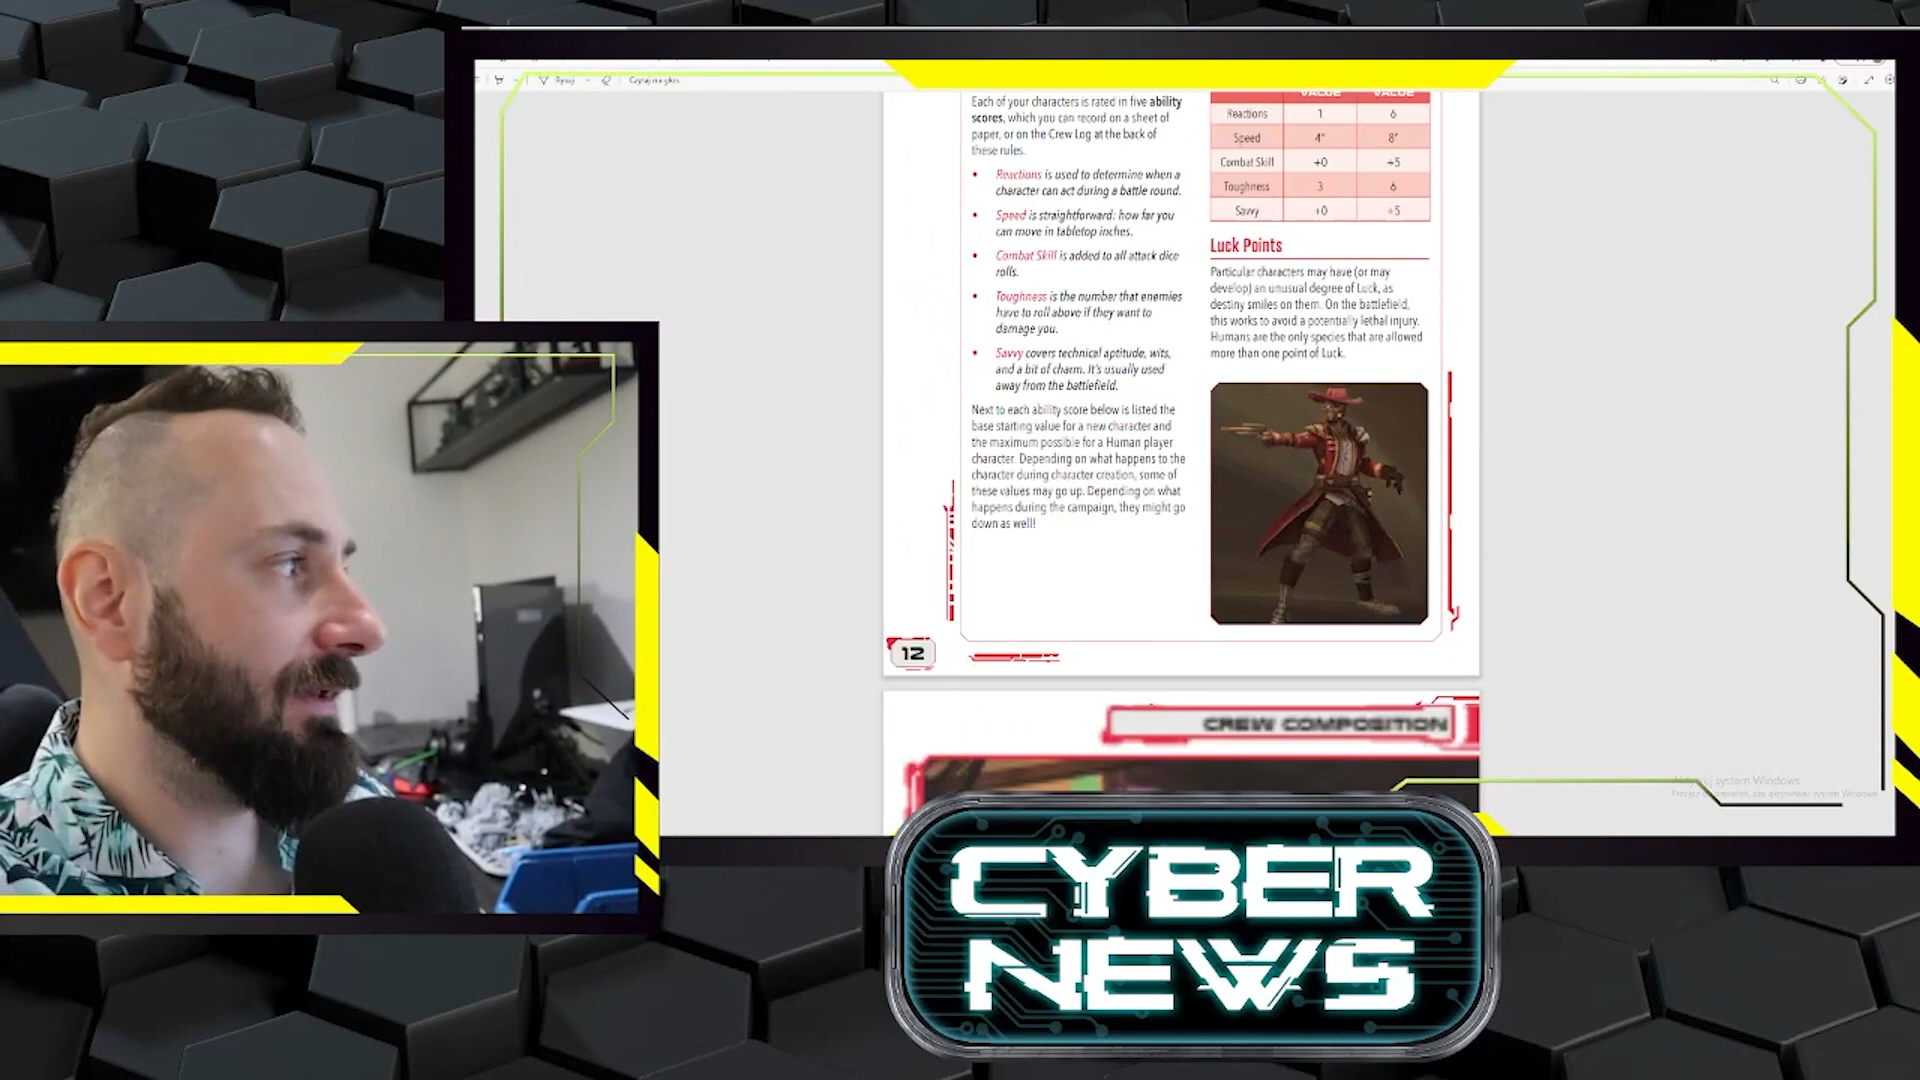 Rysuj
Czytaj na głos
Each of your characters is rated in five ability
scores, which you can record on a sheet of
paper, or on the Crew Log at the back of
these rules.
• Reactions is used to determine when a
character can act during a battle round.
• Speed is straightforward: how far you
can move in tabletop inches.
• Combat Skill is added to all attack dice
rolls.
• Toughness is the number that enemies
have to roll above if they want to
damage you.
• Savvy covers technical aptitude, wits,
and a bit of charm. It's usually used
away from the battlefield.
Next to each ability score below is listed the
base starting value for a new character and
the maximum possible for a Human player
character. Depending on what happens to the
character during character creation, some of
these values may go up. Depending on what
happens during the campaign, they might go
down as well!
VALUE VALUE
Reactions 1 6
Speed 4" 8"
Combat Skill +0 +5
Toughness 3 6
Savvy +0 +5
Luck Points
Particular characters may have (or may
develop) an unusual degree of Luck, as
destiny smiles on them. On the battlefield,
this works to avoid a potentially lethal injury.
Humans are the only species that are allowed
more than one point of Luck.
12
CREW COMPOSITION
Aktywuj system Windows
CYBER
NEWS